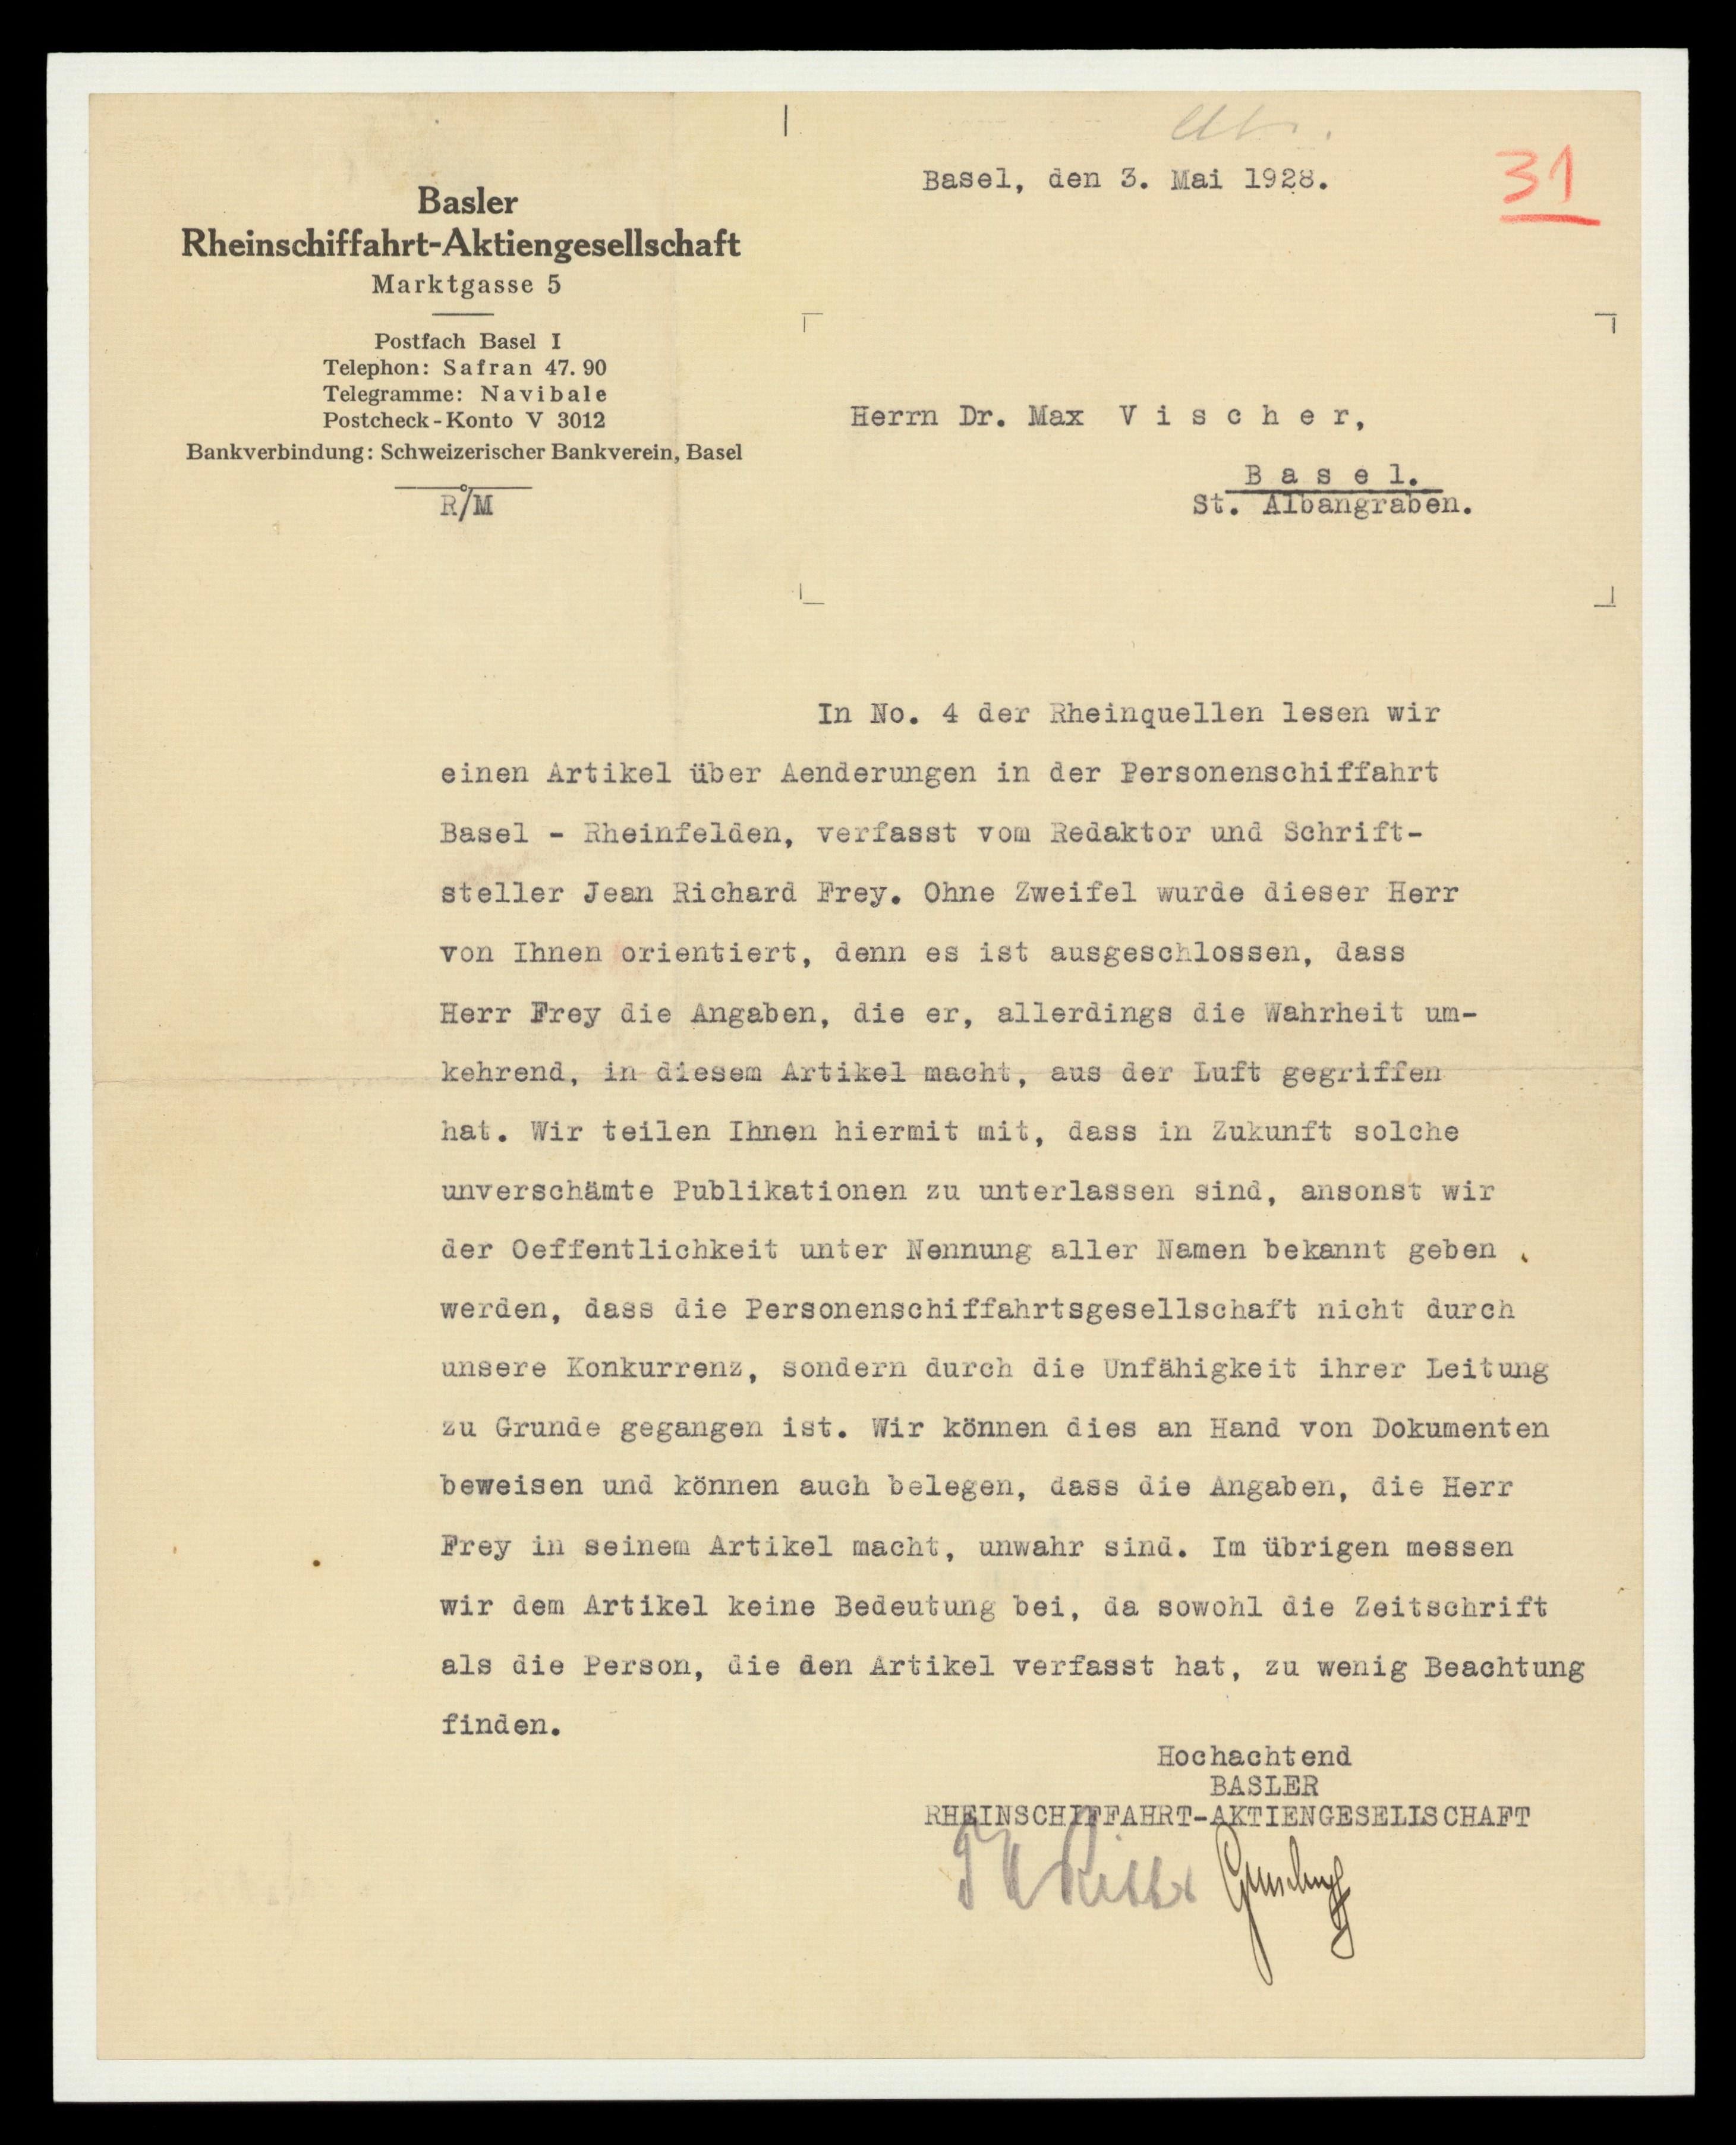 Basel, den 3. Mai 1928.
31
Basler
Rheinschiffahrt-Aktiengesellschaft
Marktgasse 5
Postfach Basel I
Telephon: Safran 47. 90
Telegramme: Navibale
Postcheck-Konto V 3012
Bankverbindung: Schweizerischer Bankverein, Basel
R/M
Herrn Dr. Max V i s c h e r,
B a s e l.
St. Albangraben.
In No. 4 der Rheinquellen lesen wir
einen Artikel über Aenderungen in der Personenschiffahrt
Basel - Rheinfelden, verfasst vom Redaktor und Schrift-
steller Jean Richard Frey. Ohne Zweifel wurde dieser Herr
von Ihnen orientiert, denn es ist ausgeschlossen, dass
Herr Frey die Angaben, die er, allerdings die Wahrheit um-
kehrend, in diesem Artikel macht, aus der Luft gegriffen
hat. Wir teilen Ihnen hiermit mit, dass in Zukunft solche
unverschämte Publikationen zu unterlassen sind, ansonst wir
der Oeffentlichkeit unter Nennung aller Namen bekannt geben
werden, dass die Personenschiffahrtsgesellschaft nicht durch
unsere Konkurrenz, sondern durch die Unfähigkeit ihrer Leitung
zu Grunde gegangen ist. Wir können dies an Hand von Dokumenten
beweisen und können auch belegen, dass die Angaben, die Herr
Frey in seinem Artikel macht, unwahr sind. Im übrigen messen
wir dem Artikel keine Bedeutung bei, da sowohl die Zeitschrift
als die Person, die den Artikel verfasst hat, zu wenig Beachtung
finden.
Hochachtend
BASLER
RHEINSCHIFFAHRT-AKTIENGESELLSCHAFT